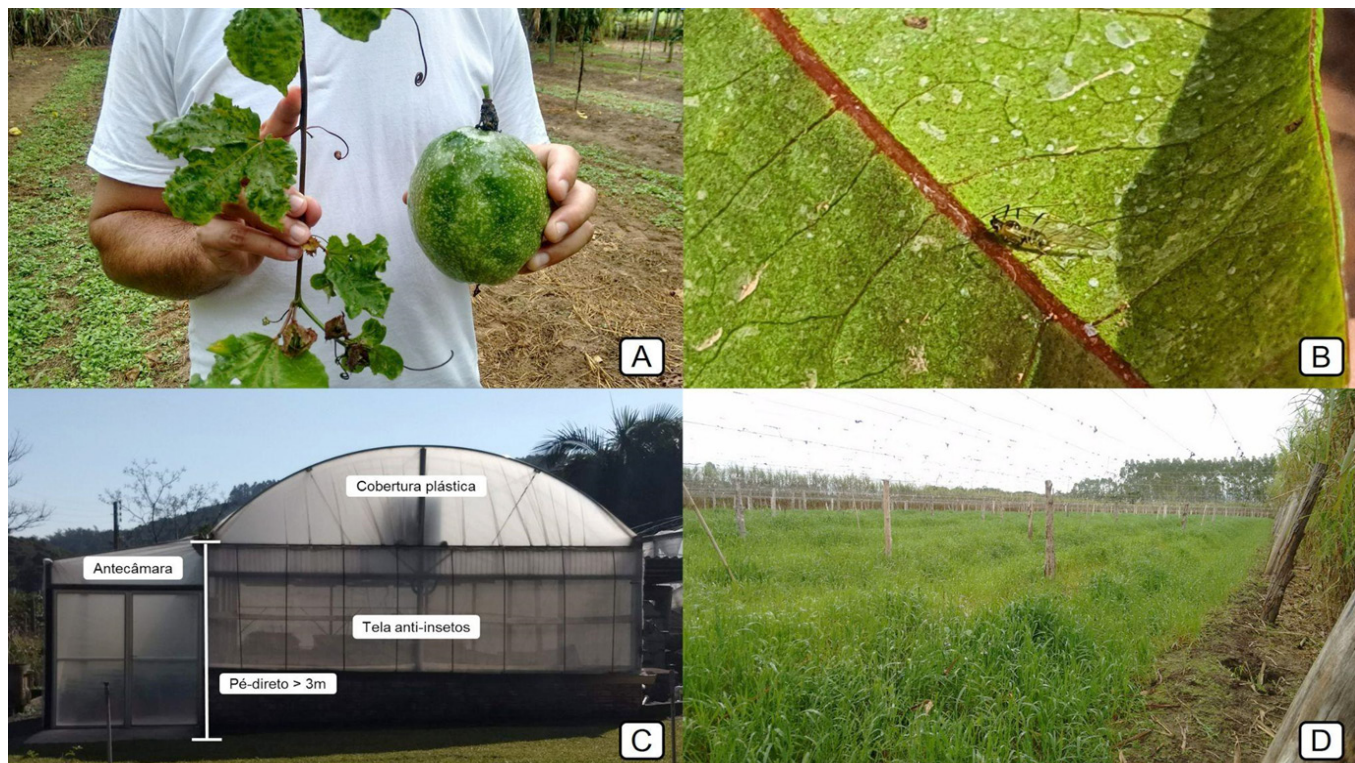 A
B
Cobertura plástica
Antecâmara
Tela anti-insetos
Pé-direto > 3m
C
D